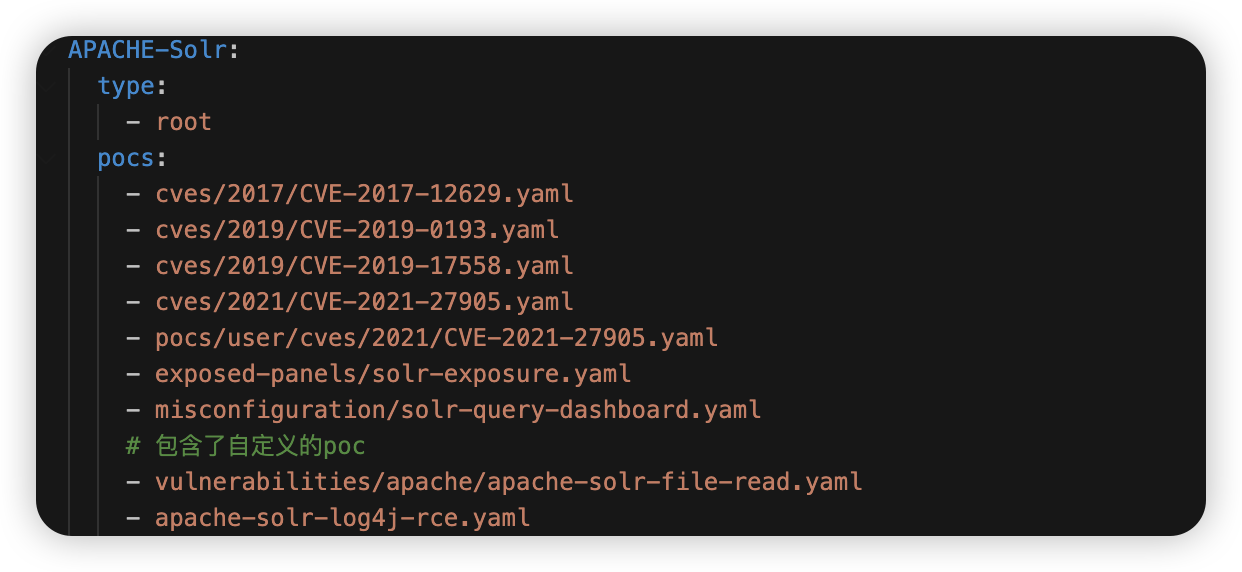 APACHE-Solr:
type:
- root
pocs:
- cves/2017/CVE-2017-12629.yaml
- cves/2019/CVE-2019-0193.yaml
- cves/2019/CVE-2019-17558.yaml
- cves/2021/CVE-2021-27905.yaml
- pocs/user/cves/2021/CVE-2021-27905.yaml
- exposed-panels/solr-exposure.yaml
- misconfiguration/solr-query-dashboard.yaml
# 包含了自定义的poc
- vulnerabilities/apache/apache-solr-file-read.yaml
- apache-solr-log4j-rce.yaml